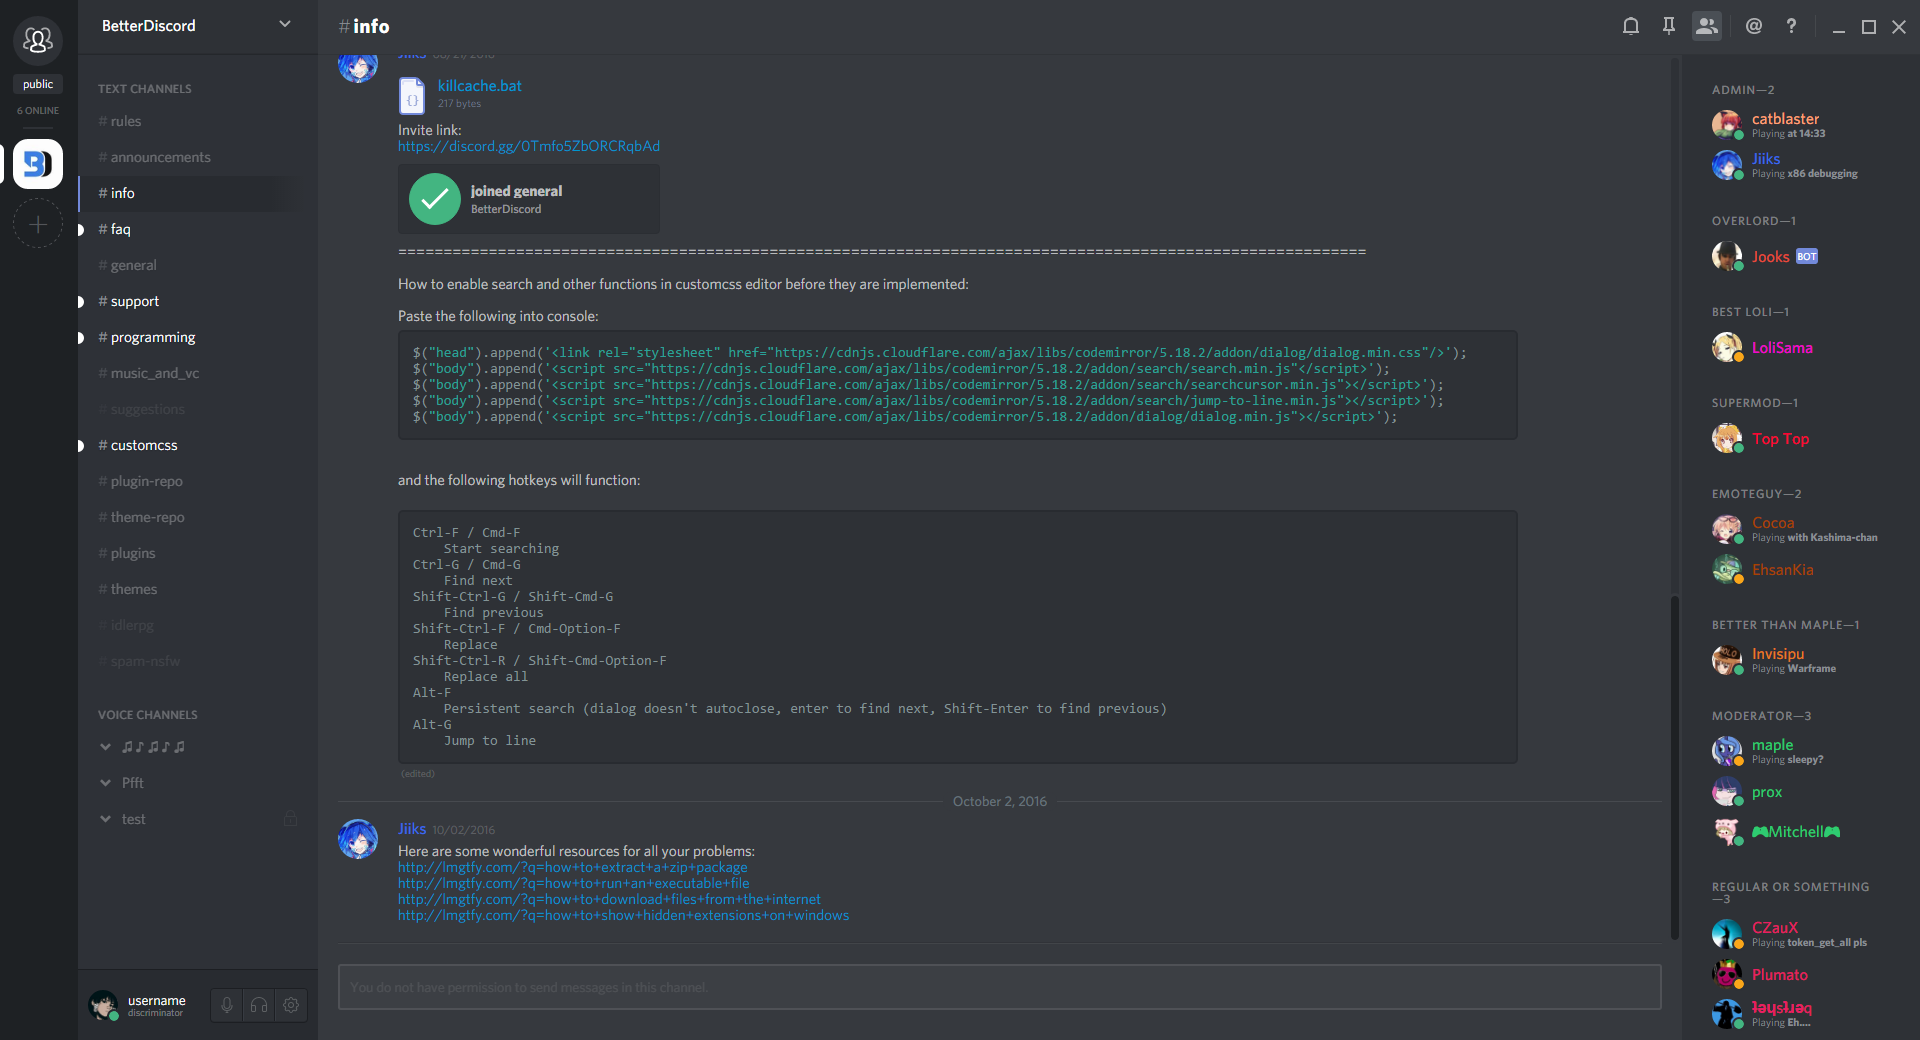 public
6 ONLINE
BetterDiscord
TEXT CHANNELS
# rules
# announcements
# info
# faq
# general
# support
# programming
# music_and_vc
# suggestions
# customcss
# plugin-repo
# theme-repo
# plugins
# themes
# idlerpg
# spam-nsfw
VOICE CHANNELS
♫♪♫♪♫
Pfft
test
username
discriminator
# info
Jiiks 08/21/2016
killcache.bat
217 bytes
Invite link:
https://discord.gg/0Tmfo5ZbORCRqbAd
joined general
BetterDiscord
==============================================================================================================
How to enable search and other functions in customcss editor before they are implemented:
Paste the following into console:
$("head").append('<link rel="stylesheet" href="https://cdnjs.cloudflare.com/ajax/libs/codemirror/5.18.2/addon/dialog/dialog.min.css"/>');
$("body").append('<script src="https://cdnjs.cloudflare.com/ajax/libs/codemirror/5.18.2/addon/search/search.min.js"</script>');
$("body").append('<script src="https://cdnjs.cloudflare.com/ajax/libs/codemirror/5.18.2/addon/search/searchcursor.min.js"></script>');
$("body").append('<script src="https://cdnjs.cloudflare.com/ajax/libs/codemirror/5.18.2/addon/search/jump-to-line.min.js"></script>');
$("body").append('<script src="https://cdnjs.cloudflare.com/ajax/libs/codemirror/5.18.2/addon/dialog/dialog.min.js"></script>');
and the following hotkeys will function:
Ctrl-F / Cmd-F
Start searching
Ctrl-G / Cmd-G
Find next
Shift-Ctrl-G / Shift-Cmd-G
Find previous
Shift-Ctrl-F / Cmd-Option-F
Replace
Shift-Ctrl-R / Shift-Cmd-Option-F
Replace all
Alt-F
Persistent search (dialog doesn't autoclose, enter to find next, Shift-Enter to find previous)
Alt-G
Jump to line
(edited)
October 2, 2016
Jiiks 10/02/2016
Here are some wonderful resources for all your problems:
http://lmgtfy.com/?q=how+to+extract+a+zip+package
http://lmgtfy.com/?q=how+to+run+an+executable+file
http://lmgtfy.com/?q=how+to+download+files+from+the+internet
http://lmgtfy.com/?q=how+to+show+hidden+extensions+on+windows
You do not have permission to send messages in this channel.
ADMIN—2
catblaster
Playing at 14:33
Jiiks
Playing x86 debugging
OVERLORD—1
Jooks BOT
BEST LOLI—1
LoliSama
SUPERMOD—1
Top Top
EMOTEGUY—2
Cocoa
Playing with Kashima-chan
EhsanKia
BETTER THAN MAPLE—1
Invisipu
Playing Warframe
MODERATOR—3
maple
Playing sleepy?
prox
🎮Mitchell🎮
REGULAR OR SOMETHING
—3
CZauX
Playing token_get_all pls
Plumato
Playing Eh....